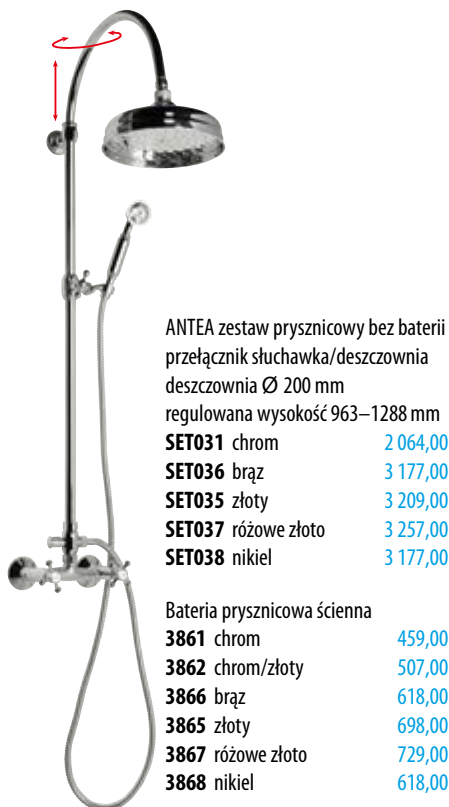 ANTEA zestaw prysznicowy bez baterii
przełącznik słuchawka/deszczownia
deszczownia Ø 200 mm
regulowana wysokość 963–1288 mm
SET031 chrom 2 064,00
SET036 brąz 3 177,00
SET035 złoty 3 209,00
SET037 różowe złoto 3 257,00
SET038 nikiel 3 177,00
Bateria prysznicowa ścienna
3861 chrom 459,00
3862 chrom/złoty 507,00
3866 brąz 618,00
3865 złoty 698,00
3867 różowe złoto 729,00
3868 nikiel 618,00